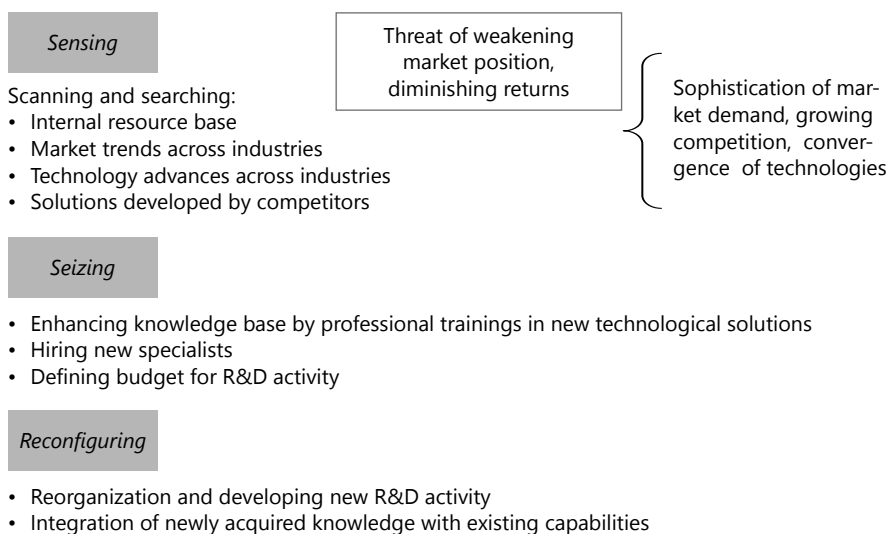 Sensing
Threat of weakening
market position,
diminishing returns
Sophistication of mar-
ket demand, growing
competition, conver-
gence of technologies
Scanning and searching:
• Internal resource base
• Market trends across industries
• Technology advances across industries
• Solutions developed by competitors
Seizing
• Enhancing knowledge base by professional trainings in new technological solutions
• Hiring new specialists
• Defining budget for R&D activity
Reconfiguring
• Reorganization and developing new R&D activity
• Integration of newly acquired knowledge with existing capabilities